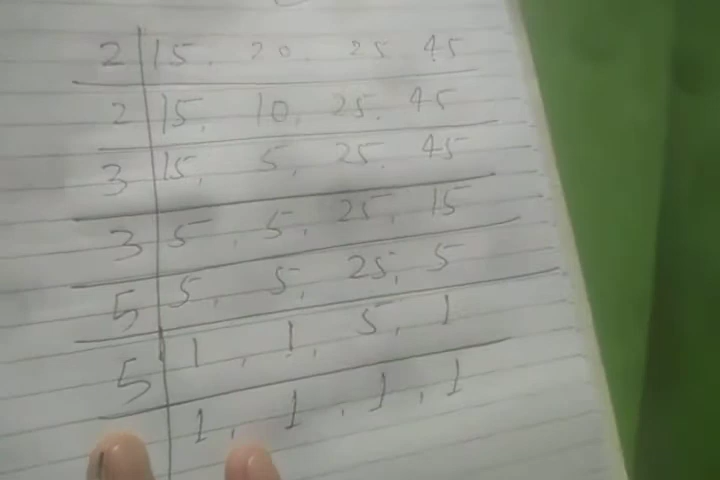 2 15, 20, 25 45
2 15, 10, 25, 45
3 15, 5, 25, 45
3 5, 5, 25, 15
5 5, 5, 25, 5
5 1, 1, 5, 1
1, 1, 1, 1